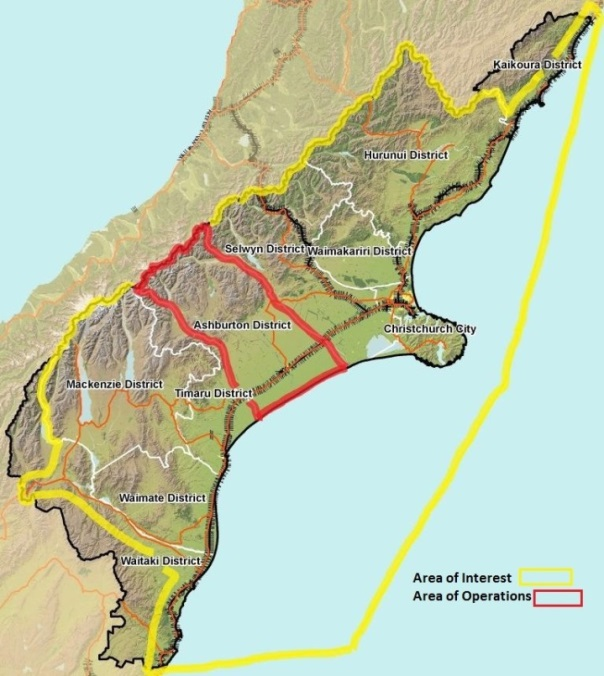 Kaikoura District
Hurunui District
Selwyn District
Waimakariri District
Ashburton District
Christchurch City
Mackenzie District
Timaru District
Waimate District
Waitaki District
Area of Interest
Area of Operations